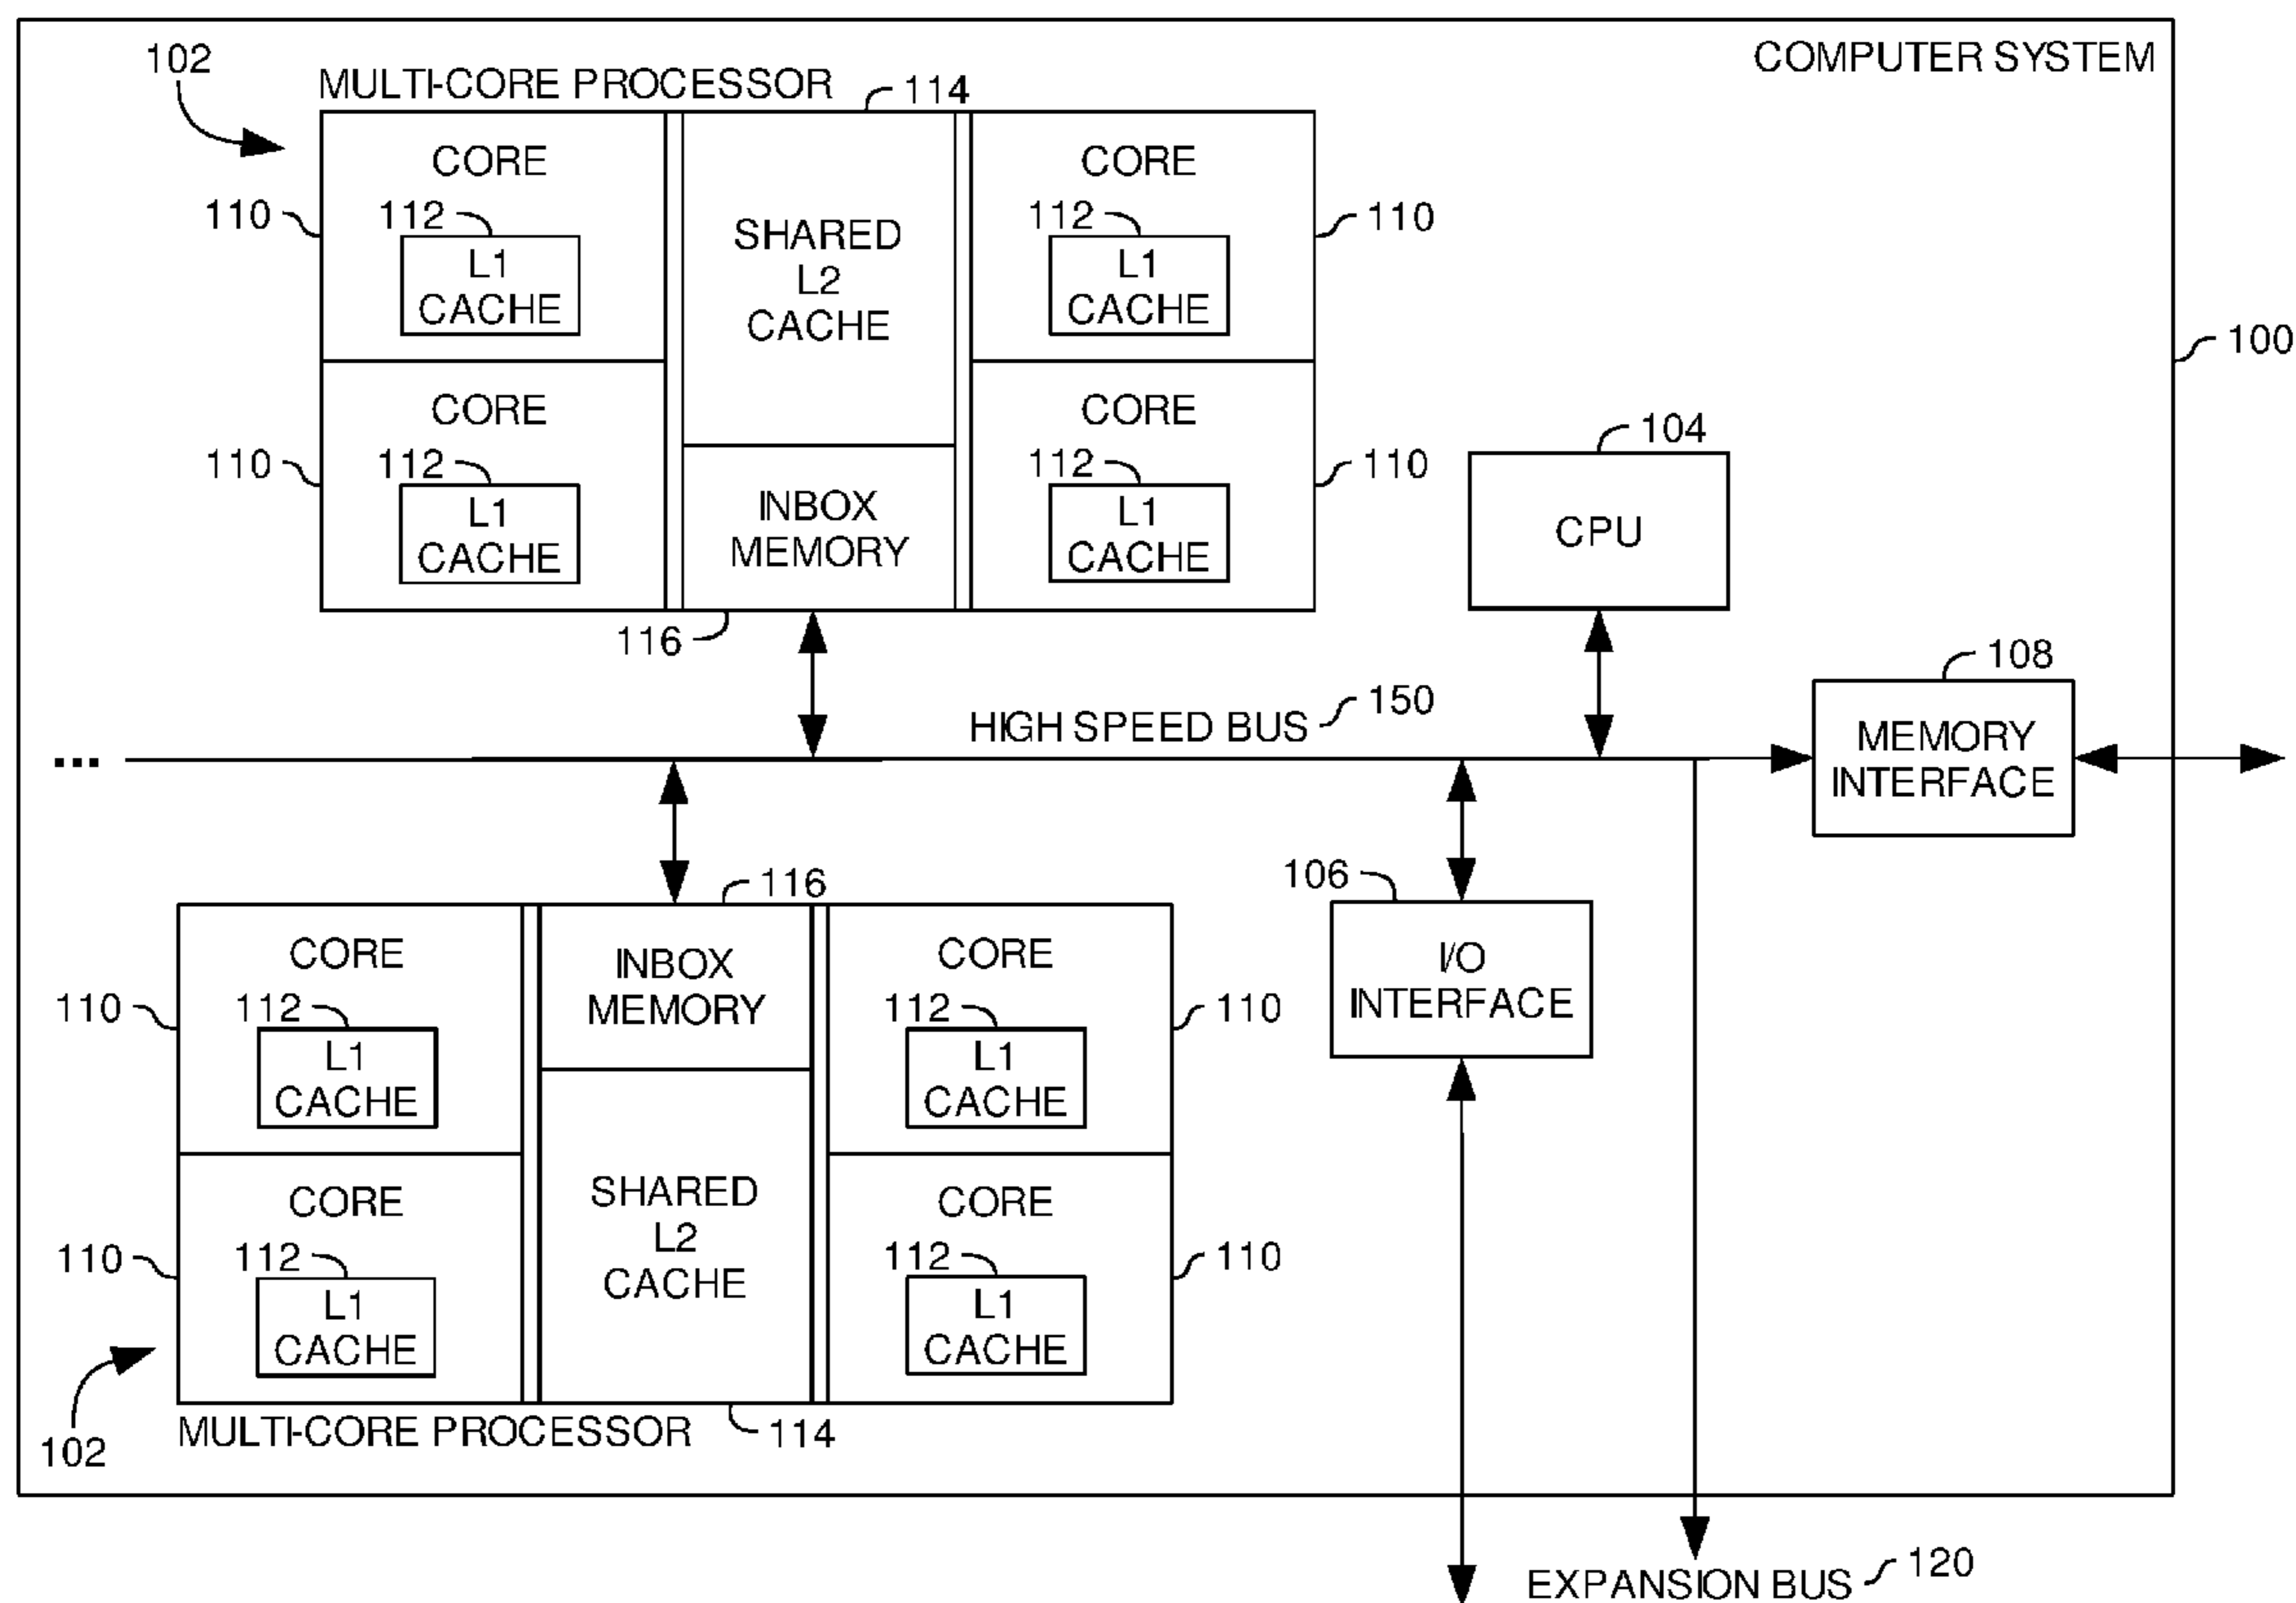 COMPUTER SYSTEM
102
MULTI-CORE PROCESSOR
114
CORE
110
112
L1
CACHE
SHARED
L2
CACHE
CORE
112
110
L1
CACHE
100
CORE
110
112
L1
CACHE
INBOX
MEMORY
CORE
112
110
L1
CACHE
104
CPU
116
108
MEMORY
INTERFACE
HIGH SPEED BUS
150
...
116
106
I/O
INTERFACE
CORE
110
112
L1
CACHE
INBOX
MEMORY
CORE
112
110
L1
CACHE
CORE
110
112
L1
CACHE
SHARED
L2
CACHE
CORE
112
110
L1
CACHE
102
MULTI-CORE PROCESSOR
114
EXPANSION BUS
120